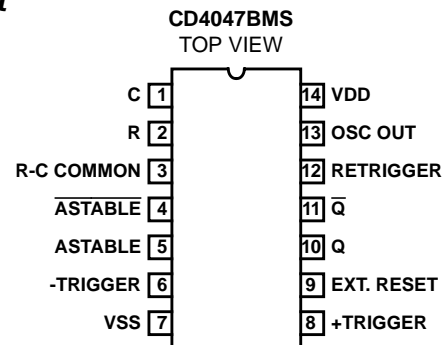 CD4047BMS
TOP VIEW
C 1 14 VDD
R 2 13 OSC OUT
R-C COMMON 3 12 RETRIGGER
A̅S̅T̅A̅B̅L̅E̅ 4 11 Q̅
ASTABLE 5 10 Q
-TRIGGER 6 9 EXT. RESET
VSS 7 8 +TRIGGER